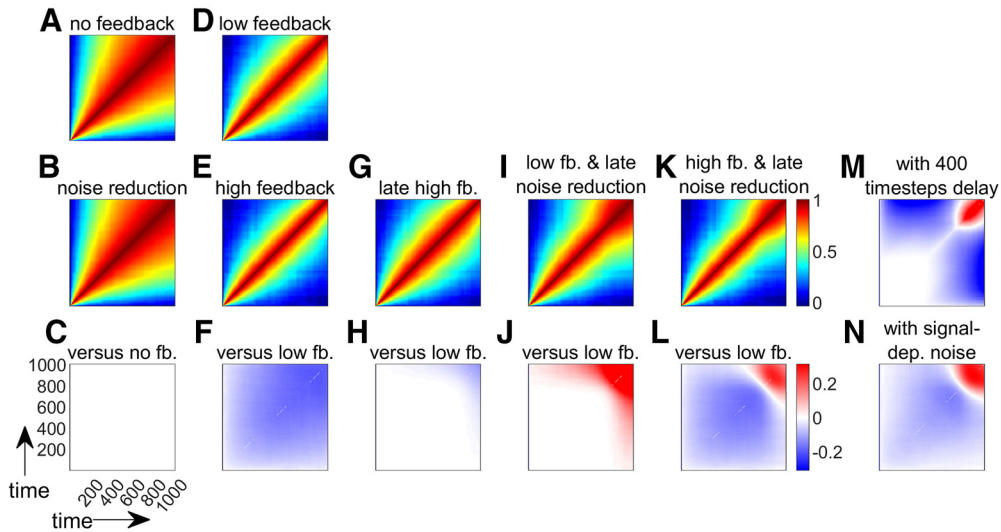 A no feedback
D low feedback
B noise reduction
E high feedback
G late high fb.
I low fb. & late
noise reduction
K high fb. & late
noise reduction
1
0.5
0
M with 400
timesteps delay
C versus no fb.
1000
800
600
400
200
time
200
400
600
800
1000
time
F versus low fb.
H versus low fb.
J versus low fb.
L versus low fb.
0.2
0
-0.2
N with signal-
dep. noise